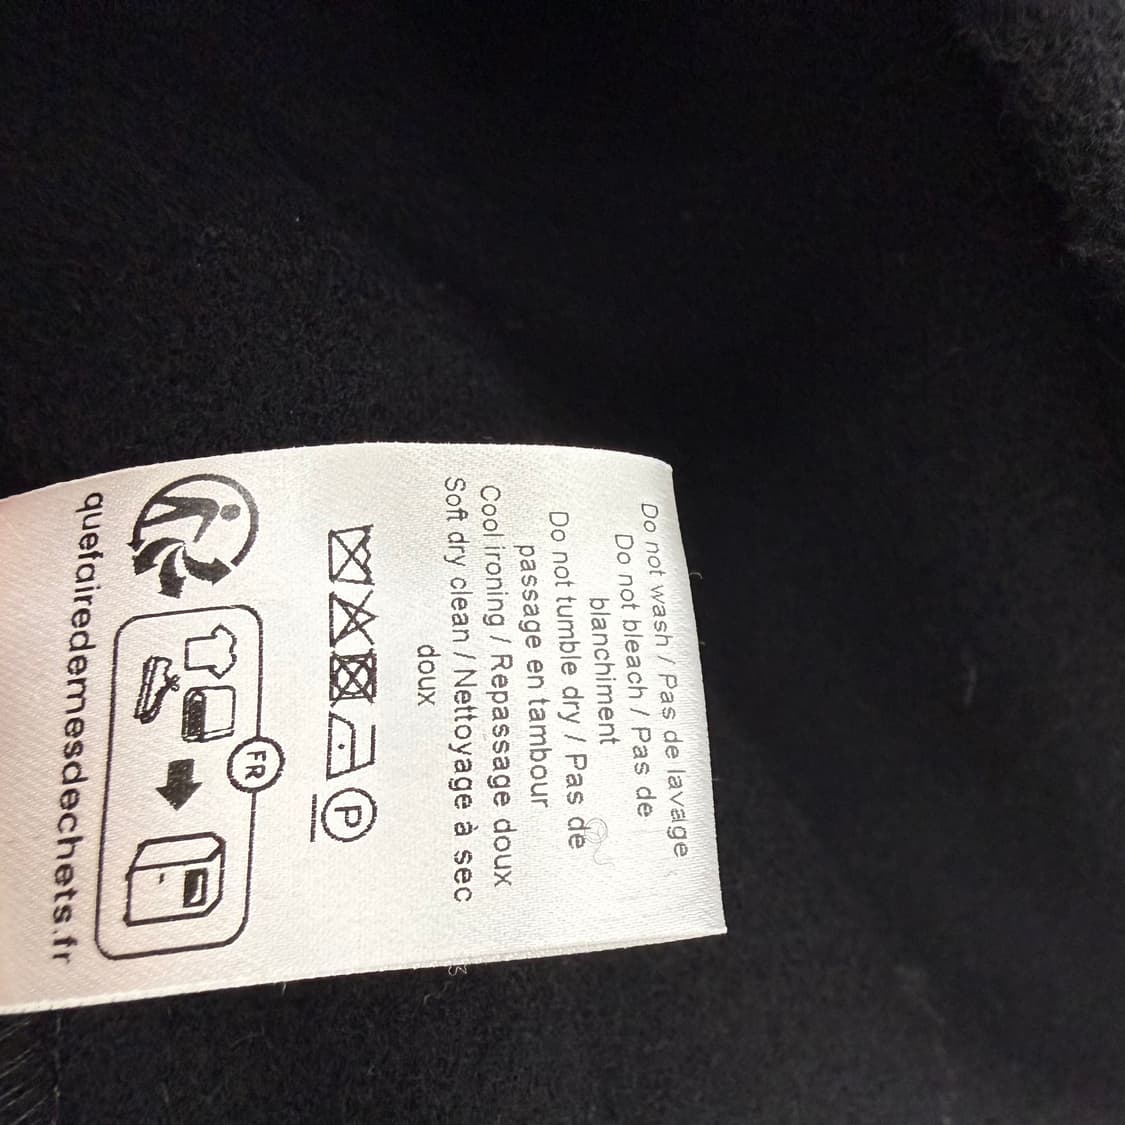 Do not wash / Pas de lavage
Do not bleach / Pas de
blanchiment
Do not tumble dry / Pas de
passage en tambour
Cool ironing / Repassage doux
Soft dry clean / Nettoyage à sec
doux
P
FR
quefairedemesdechets.fr